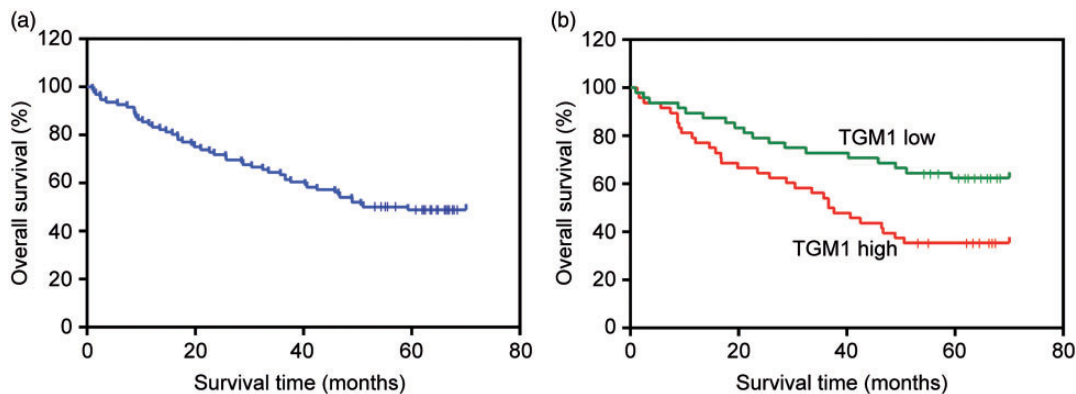 (a)
120
100
80
60
40
20
0
Overall survival (%)
0 20 40 60 80
Survival time (months)
(b)
120
100
80
60
40
20
0
Overall survival (%)
TGM1 low
TGM1 high
0 20 40 60 80
Survival time (months)